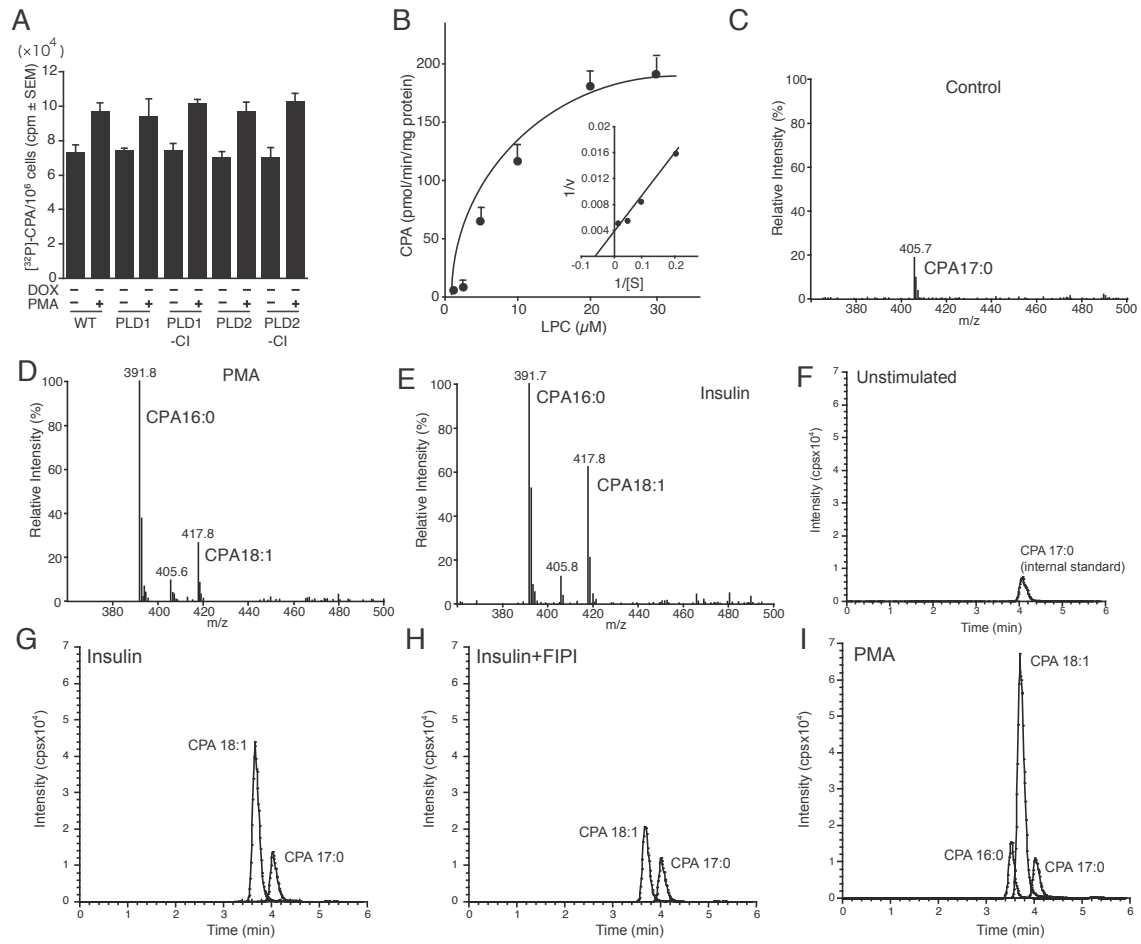 A
(×10⁴)
[³²P]-CPA/10⁶ cells (cpm ± SEM)
12
10
8
6
4
2
0
DOX – – – – – – – – – –
PMA – + – + – + – + – +
WT PLD1 PLD1 PLD2 PLD2
-CI -CI
B
CPA (pmol/min/mg protein)
200
150
100
50
0
10 20 30
LPC (µM)
1/v
0.02
0.016
0.012
0.008
0.004
-0.1 0 0.1 0.2
1/[S]
C
Control
Relative Intensity (%)
100
80
60
40
20
0
405.7
CPA17:0
380 400 420 440 460 480 500
m/z
D
PMA
Relative Intensity (%)
100
80
60
40
20
0
391.8
CPA16:0
417.8
CPA18:1
405.6
380 400 420 440 460 480 500
m/z
E
Insulin
Relative Intensity (%)
100
80
60
40
20
0
391.7
CPA16:0
417.8
CPA18:1
405.8
380 400 420 440 460 480 500
m/z
F
Unstimulated
Intensity (cpsx10⁴)
7
6
5
4
3
2
1
0
CPA 17:0
(internal standard)
0 1 2 3 4 5 6
Time (min)
G
Insulin
Intensity (cpsx10⁴)
7
6
5
4
3
2
1
0
CPA 18:1
CPA 17:0
0 1 2 3 4 5 6
Time (min)
H
Insulin+FIPI
Intensity (cpsx10⁴)
7
6
5
4
3
2
1
0
CPA 18:1
CPA 17:0
0 1 2 3 4 5 6
Time (min)
I
PMA
Intensity (cpsx10⁴)
7
6
5
4
3
2
1
0
CPA 18:1
CPA 16:0
CPA 17:0
0 1 2 3 4 5 6
Time (min)